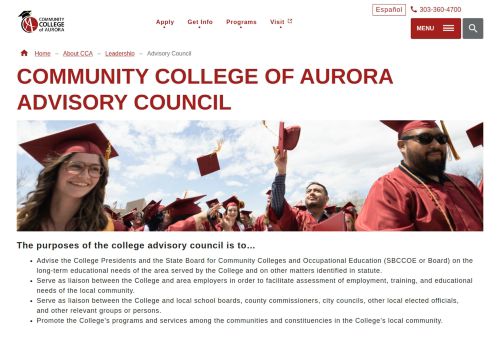 Español
303-360-4700
COMMUNITY
COLLEGE
of AURORA
Apply
Get Info
Programs
Visit
MENU
Home – About CCA – Leadership – Advisory Council
COMMUNITY COLLEGE OF AURORA
ADVISORY COUNCIL
The purposes of the college advisory council is to…
• Advise the College Presidents and the State Board for Community Colleges and Occupational Education (SBCCOE or Board) on the
long-term educational needs of the area served by the College and on other matters identified in statute.
• Serve as liaison between the College and area employers in order to facilitate assessment of employment, training, and educational
needs of the local community.
• Serve as liaison between the College and local school boards, county commissioners, city councils, other local elected officials,
and other relevant groups or persons.
• Promote the College's programs and services among the communities and constituencies in the College's local community.